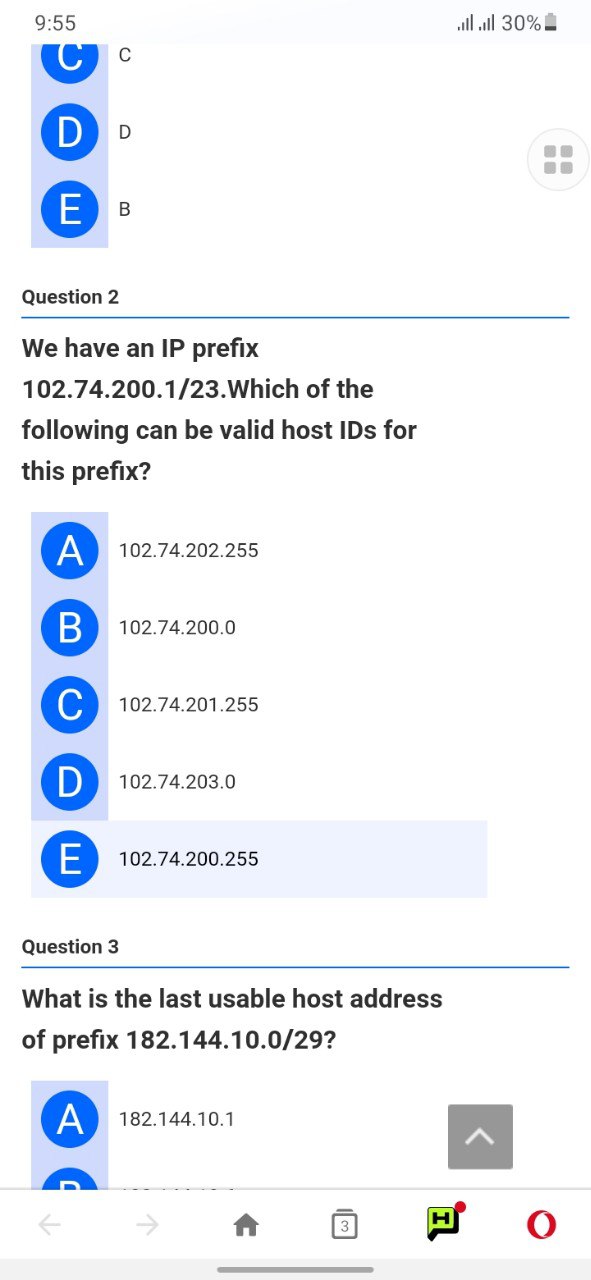 9:55
30%
C
C
D
D
E
B
Question 2
We have an IP prefix
102.74.200.1/23.Which of the
following can be valid host IDs for
this prefix?
A
102.74.202.255
B
102.74.200.0
C
102.74.201.255
D
102.74.203.0
E
102.74.200.255
Question 3
What is the last usable host address
of prefix 182.144.10.0/29?
A
182.144.10.1
3
H